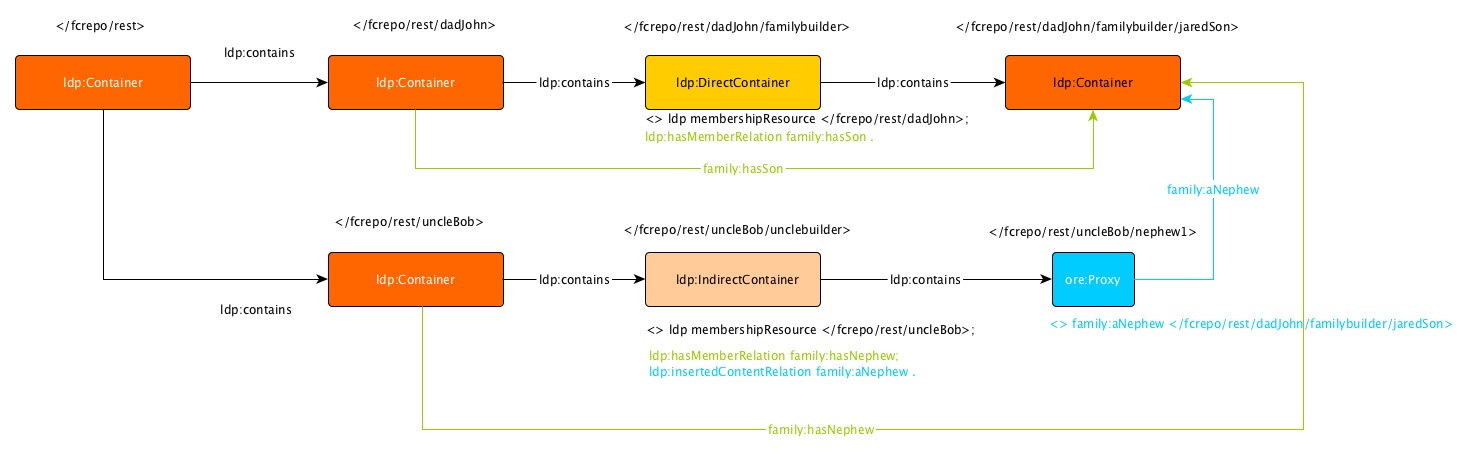 </fcrepo/rest>
</fcrepo/rest/dadJohn>
</fcrepo/rest/dadJohn/familybuilder>
</fcrepo/rest/dadJohn/familybuilder/jaredSon>
ldp:contains
ldp:Container
ldp:Container
ldp:contains
ldp:DirectContainer
ldp:contains
ldp:Container
<> ldp membershipResource </fcrepo/rest/dadJohn>;
ldp:hasMemberRelation family:hasSon .
family:hasSon
family:aNephew
</fcrepo/rest/uncleBob>
</fcrepo/rest/uncleBob/unclebuilder>
</fcrepo/rest/uncleBob/nephew1>
ldp:Container
ldp:contains
ldp:IndirectContainer
ldp:contains
ore:Proxy
ldp:contains
<> family:aNephew </fcrepo/rest/dadJohn/familybuilder/jaredSon>
<> ldp membershipResource </fcrepo/rest/uncleBob>;
ldp:hasMemberRelation family:hasNephew;
ldp:insertedContentRelation family:aNephew .
family:hasNephew